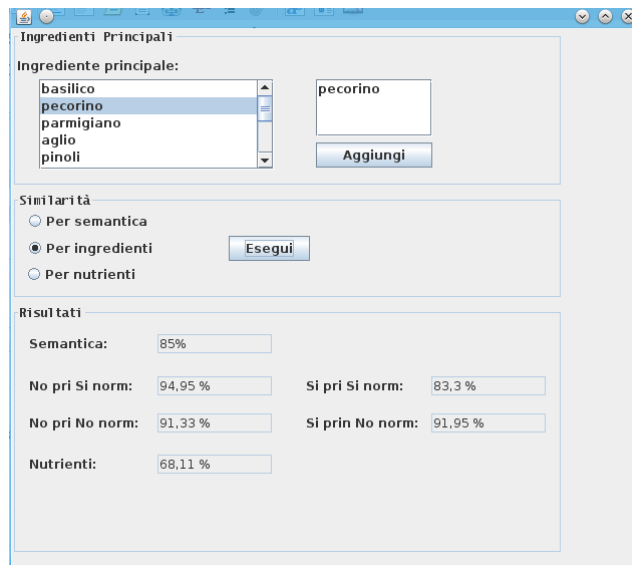 Ingredienti Principali
Ingrediente principale:
basilico
pecorino
parmigiano
aglio
pinoli
pecorino
Aggiungi
Similarità
Per semantica
Per ingredienti
Esegui
Per nutrienti
Risultati
Semantica: 85%
No pri Si norm: 94,95 % Si pri Si norm: 83,3 %
No pri No norm: 91,33 % Si prin No norm: 91,95 %
Nutrienti: 68,11 %